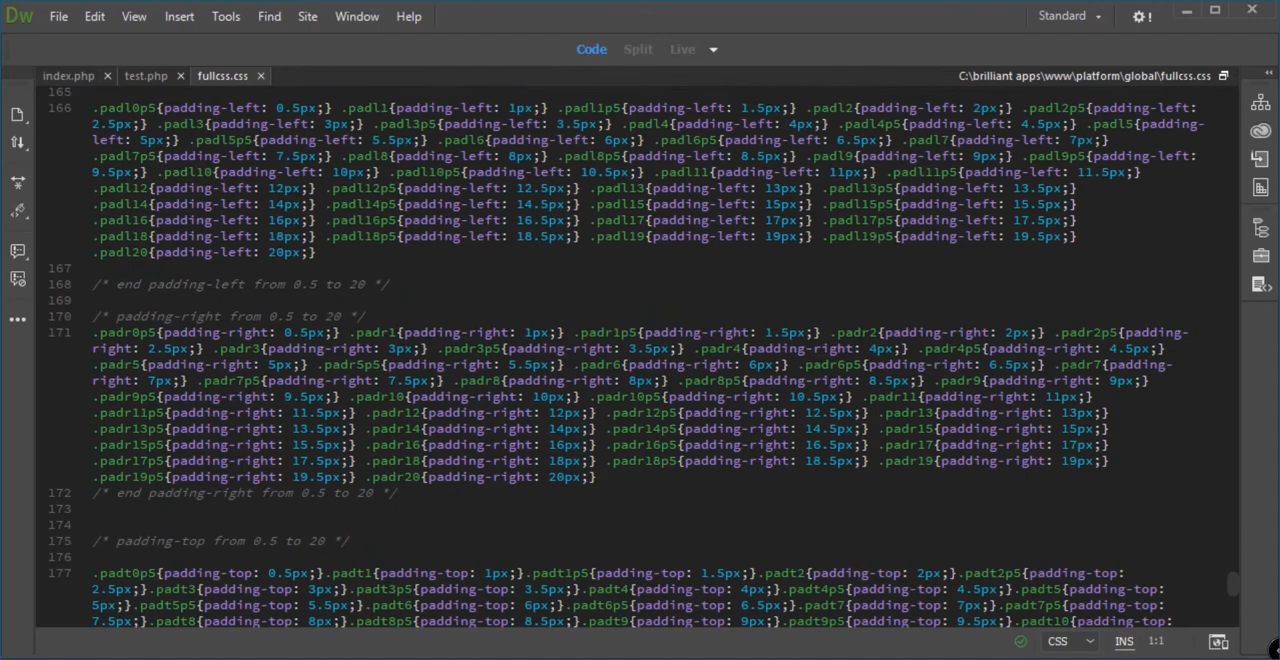 Dw File Edit View Insert Tools Find Site Window Help Standard
Code Split Live
index.php test.php fullcss.css C:\brilliant apps\www\platform\global\fullcss.css
165
166 .padl0p5{padding-left: 0.5px;} .padl1{padding-left: 1px;} .padl1p5{padding-left: 1.5px;} .padl2{padding-left: 2px;} .padl2p5{padding-left:
2.5px;} .padl3{padding-left: 3px;} .padl3p5{padding-left: 3.5px;} .padl4{padding-left: 4px;} .padl4p5{padding-left: 4.5px;} .padl5{padding-
left: 5px;} .padl5p5{padding-left: 5.5px;} .padl6{padding-left: 6px;} .padl6p5{padding-left: 6.5px;} .padl7{padding-left: 7px;}
.padl7p5{padding-left: 7.5px;} .padl8{padding-left: 8px;} .padl8p5{padding-left: 8.5px;} .padl9{padding-left: 9px;} .padl9p5{padding-left:
9.5px;} .padl10{padding-left: 10px;} .padl10p5{padding-left: 10.5px;} .padl11{padding-left: 11px;} .padl11p5{padding-left: 11.5px;}
.padl12{padding-left: 12px;} .padl12p5{padding-left: 12.5px;} .padl13{padding-left: 13px;} .padl13p5{padding-left: 13.5px;}
.padl14{padding-left: 14px;} .padl14p5{padding-left: 14.5px;} .padl15{padding-left: 15px;} .padl15p5{padding-left: 15.5px;}
.padl16{padding-left: 16px;} .padl16p5{padding-left: 16.5px;} .padl17{padding-left: 17px;} .padl17p5{padding-left: 17.5px;}
.padl18{padding-left: 18px;} .padl18p5{padding-left: 18.5px;} .padl19{padding-left: 19px;} .padl19p5{padding-left: 19.5px;}
.padl20{padding-left: 20px;}
167
168 /* end padding-left from 0.5 to 20 */
169
170 /* padding-right from 0.5 to 20 */
171 .padr0p5{padding-right: 0.5px;} .padr1{padding-right: 1px;} .padr1p5{padding-right: 1.5px;} .padr2{padding-right: 2px;} .padr2p5{padding-
right: 2.5px;} .padr3{padding-right: 3px;} .padr3p5{padding-right: 3.5px;} .padr4{padding-right: 4px;} .padr4p5{padding-right: 4.5px;}
.padr5{padding-right: 5px;} .padr5p5{padding-right: 5.5px;} .padr6{padding-right: 6px;} .padr6p5{padding-right: 6.5px;} .padr7{padding-
right: 7px;} .padr7p5{padding-right: 7.5px;} .padr8{padding-right: 8px;} .padr8p5{padding-right: 8.5px;} .padr9{padding-right: 9px;}
.padr9p5{padding-right: 9.5px;} .padr10{padding-right: 10px;} .padr10p5{padding-right: 10.5px;} .padr11{padding-right: 11px;}
.padr11p5{padding-right: 11.5px;} .padr12{padding-right: 12px;} .padr12p5{padding-right: 12.5px;} .padr13{padding-right: 13px;}
.padr13p5{padding-right: 13.5px;} .padr14{padding-right: 14px;} .padr14p5{padding-right: 14.5px;} .padr15{padding-right: 15px;}
.padr15p5{padding-right: 15.5px;} .padr16{padding-right: 16px;} .padr16p5{padding-right: 16.5px;} .padr17{padding-right: 17px;}
.padr17p5{padding-right: 17.5px;} .padr18{padding-right: 18px;} .padr18p5{padding-right: 18.5px;} .padr19{padding-right: 19px;}
.padr19p5{padding-right: 19.5px;} .padr20{padding-right: 20px;}
172 /* end padding-right from 0.5 to 20 */
173
174
175 /* padding-top from 0.5 to 20 */
176
177 .padt0p5{padding-top: 0.5px;}.padt1{padding-top: 1px;}.padt1p5{padding-top: 1.5px;}.padt2{padding-top: 2px;}.padt2p5{padding-top:
2.5px;}.padt3{padding-top: 3px;}.padt3p5{padding-top: 3.5px;}.padt4{padding-top: 4px;}.padt4p5{padding-top: 4.5px;}.padt5{padding-top:
5px;}.padt5p5{padding-top: 5.5px;}.padt6{padding-top: 6px;}.padt6p5{padding-top: 6.5px;}.padt7{padding-top: 7px;}.padt7p5{padding-top:
7.5px;}.padt8{padding-top: 8px;}.padt8p5{padding-top: 8.5px;}.padt9{padding-top: 9px;}.padt9p5{padding-top: 9.5px;}.padt10{padding-top:
CSS INS 1:1